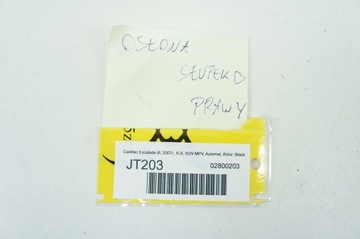 OSŁONA
SŁUPEK B
PRAWY
Cadillac Escalade III, 2007r., 6.2i, SUV MPV, Automat, Kolor: Black
JT203
02800203